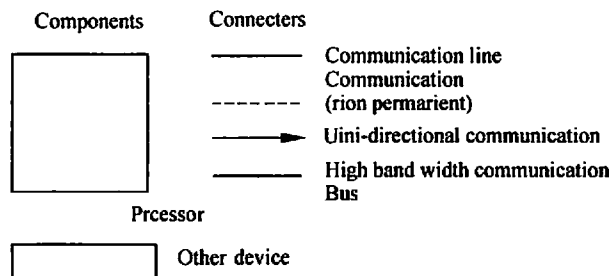 Components
Connecters
Communication line
Communication
(rion permarient)
Uini-directional communication
High band width communication
Bus
Prcessor
Other device